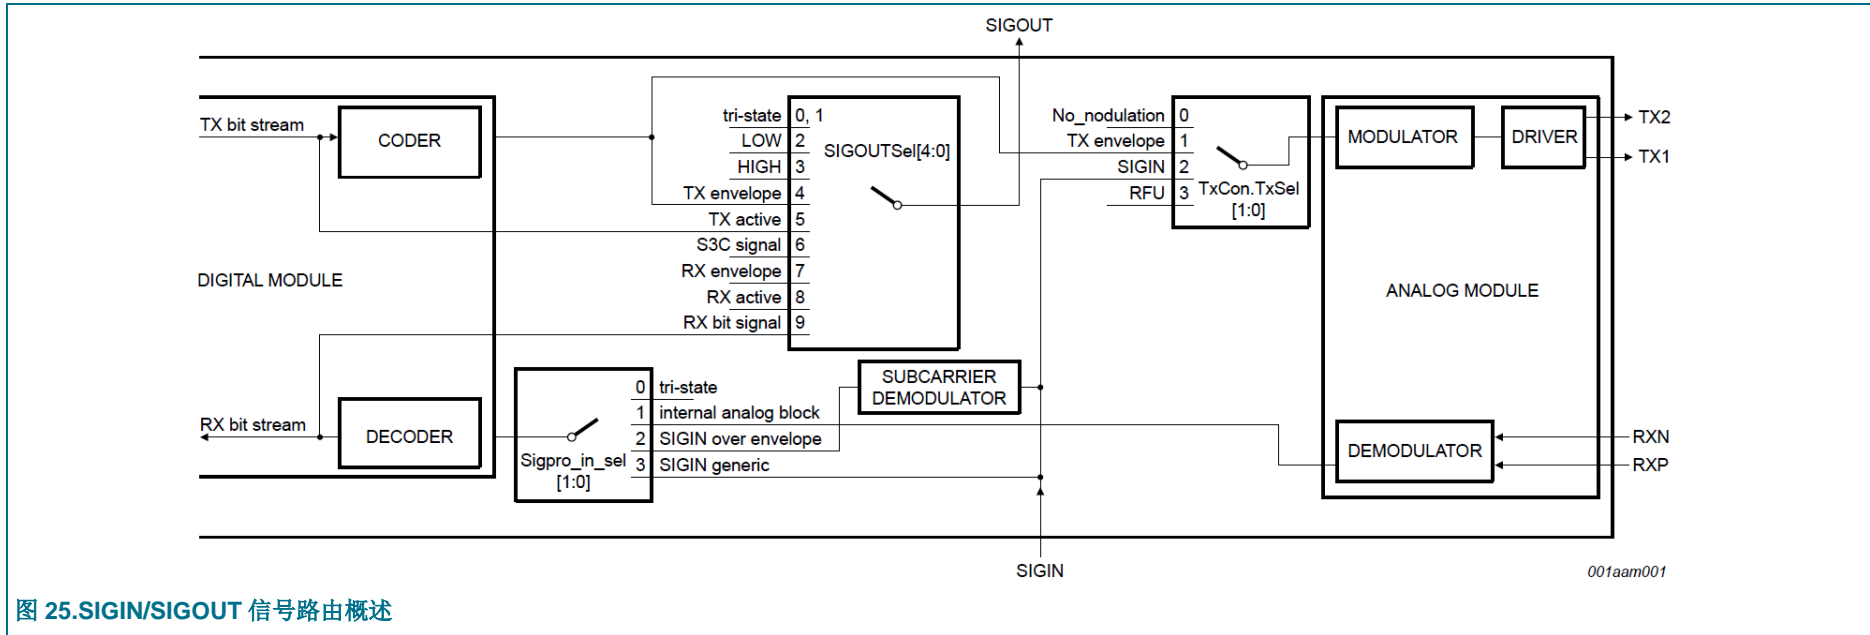 SIGOUT
TX bit stream
CODER
tri-state 0, 1
LOW 2
HIGH 3
TX envelope 4
TX active 5
S3C signal 6
RX envelope 7
RX active 8
RX bit signal 9
SIGOUTSel[4:0]
No_nodulation 0
TX envelope 1
SIGIN 2
RFU 3
TxCon.TxSel
[1:0]
MODULATOR
DRIVER
TX2
TX1
DIGITAL MODULE
ANALOG MODULE
RX bit stream
DECODER
Sigpro_in_sel
[1:0]
0 tri-state
1 internal analog block
2 SIGIN over envelope
3 SIGIN generic
SUBCARRIER
DEMODULATOR
DEMODULATOR
RXN
RXP
SIGIN
001aam001
图 25.SIGIN/SIGOUT 信号路由概述